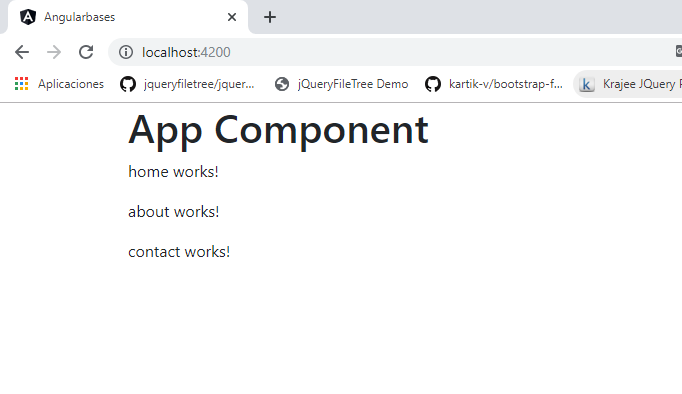 Angularbases
localhost:4200
Aplicaciones
jqueryfiletree/jquer...
jQueryFileTree Demo
kartik-v/bootstrap-f...
Krajee JQuery
App Component
home works!
about works!
contact works!